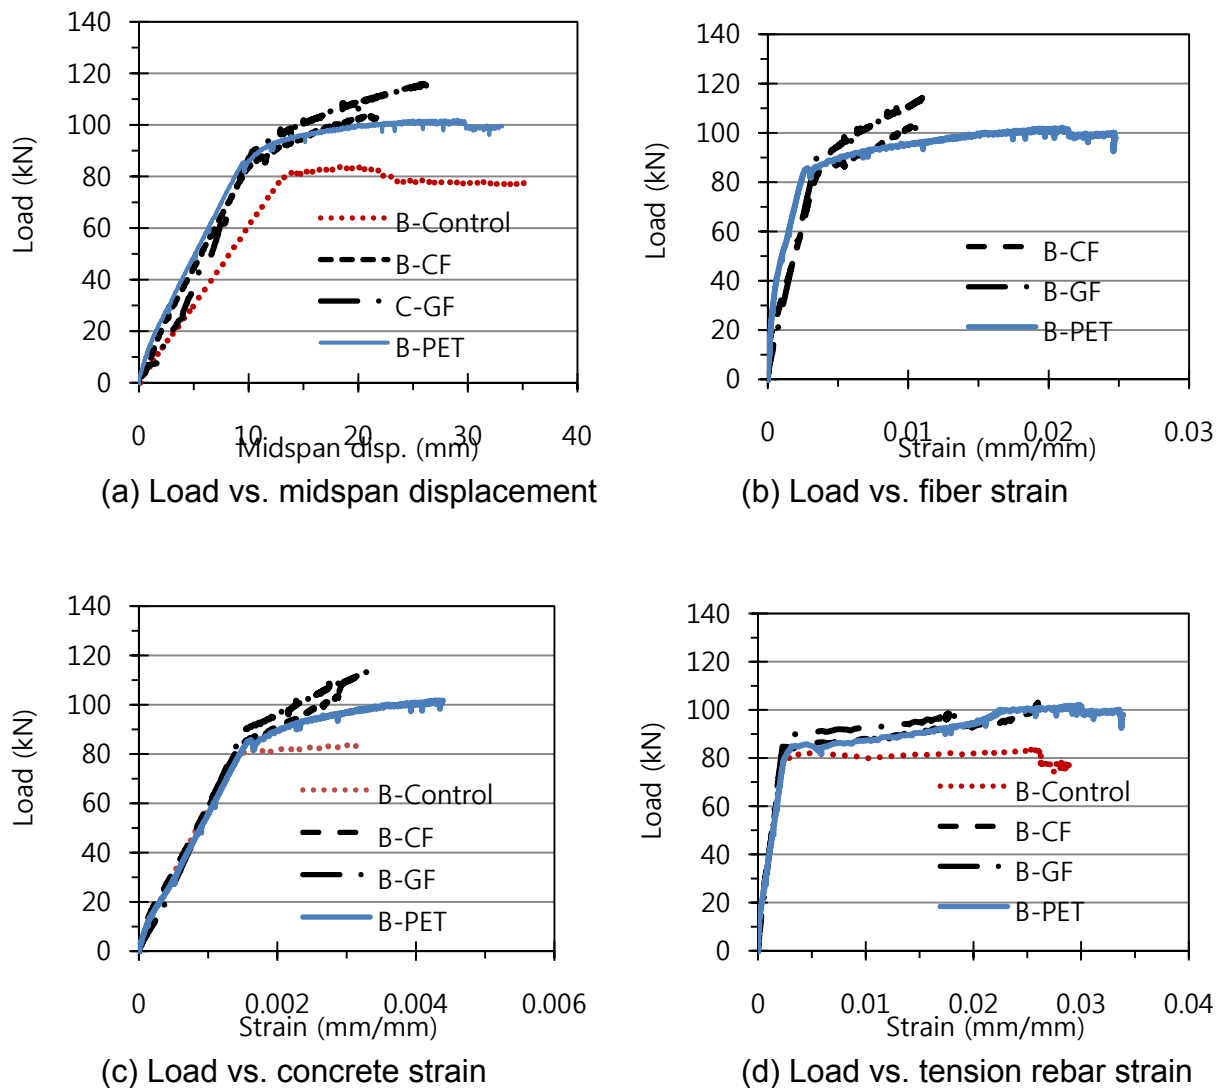 140
120
100
80
60
40
20
0
Load (kN)
B-Control
B-CF
C-GF
B-PET
0 10 20 30 40
Midspan disp. (mm)
(a) Load vs. midspan displacement
140
120
100
80
60
40
20
0
Load (kN)
B-CF
B-GF
B-PET
0 0.01 0.02 0.03
Strain (mm/mm)
(b) Load vs. fiber strain
140
120
100
80
60
40
20
0
Load (kN)
B-Control
B-CF
B-GF
B-PET
0 0.002 0.004 0.006
Strain (mm/mm)
(c) Load vs. concrete strain
140
120
100
80
60
40
20
0
Load (kN)
B-Control
B-CF
B-GF
B-PET
0 0.01 0.02 0.03 0.04
Strain (mm/mm)
(d) Load vs. tension rebar strain